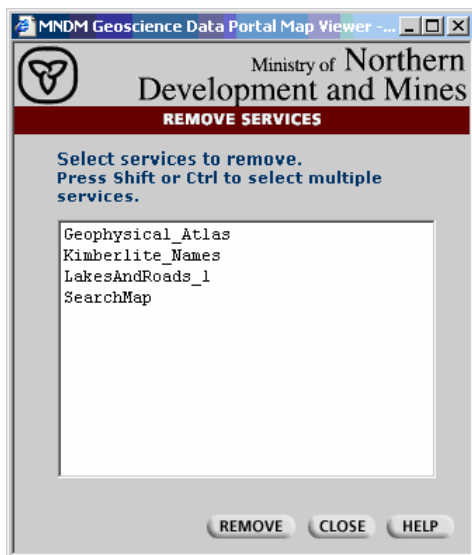 MNDM Geoscience Data Portal Map Viewer -...
Ministry of Northern
Development and Mines
REMOVE SERVICES
Select services to remove.
Press Shift or Ctrl to select multiple
services.
Geophysical_Atlas
Kimberlite_Names
LakesAndRoads_1
SearchMap
REMOVE CLOSE HELP